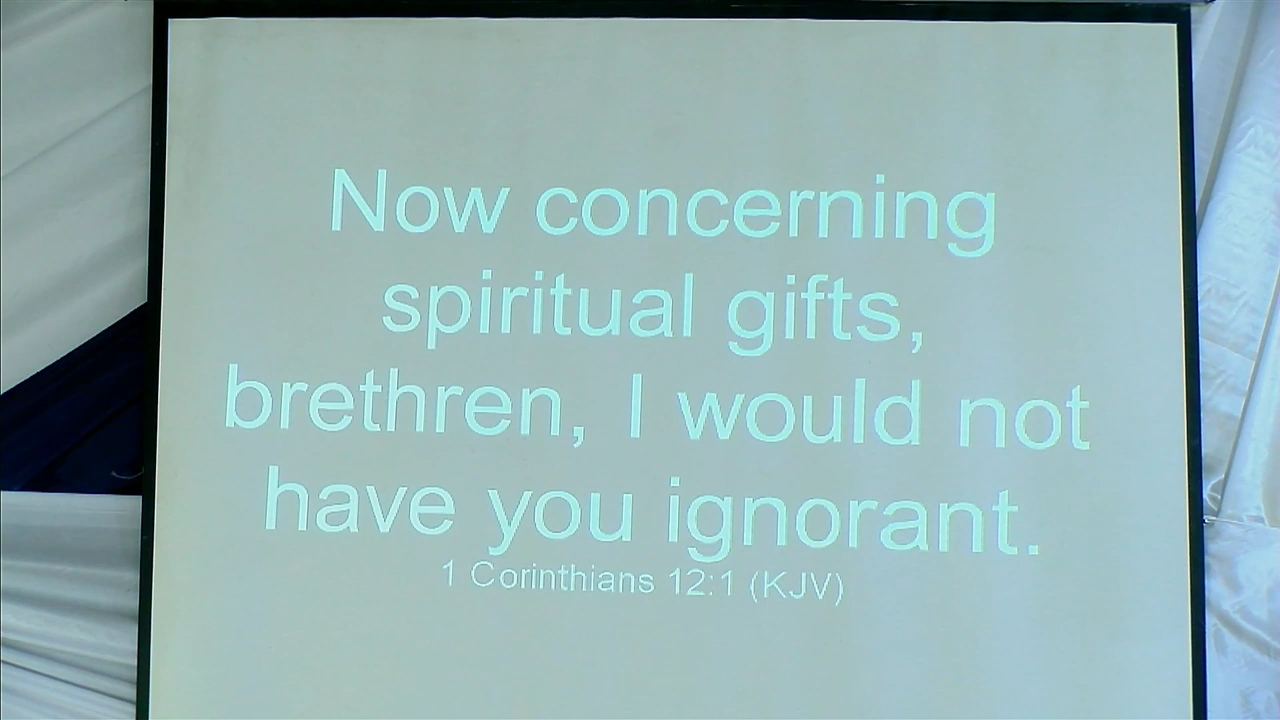 Now concerning
spiritual gifts,
brethren, I would not
have you ignorant.
1 Corinthians 12:1 (KJV)